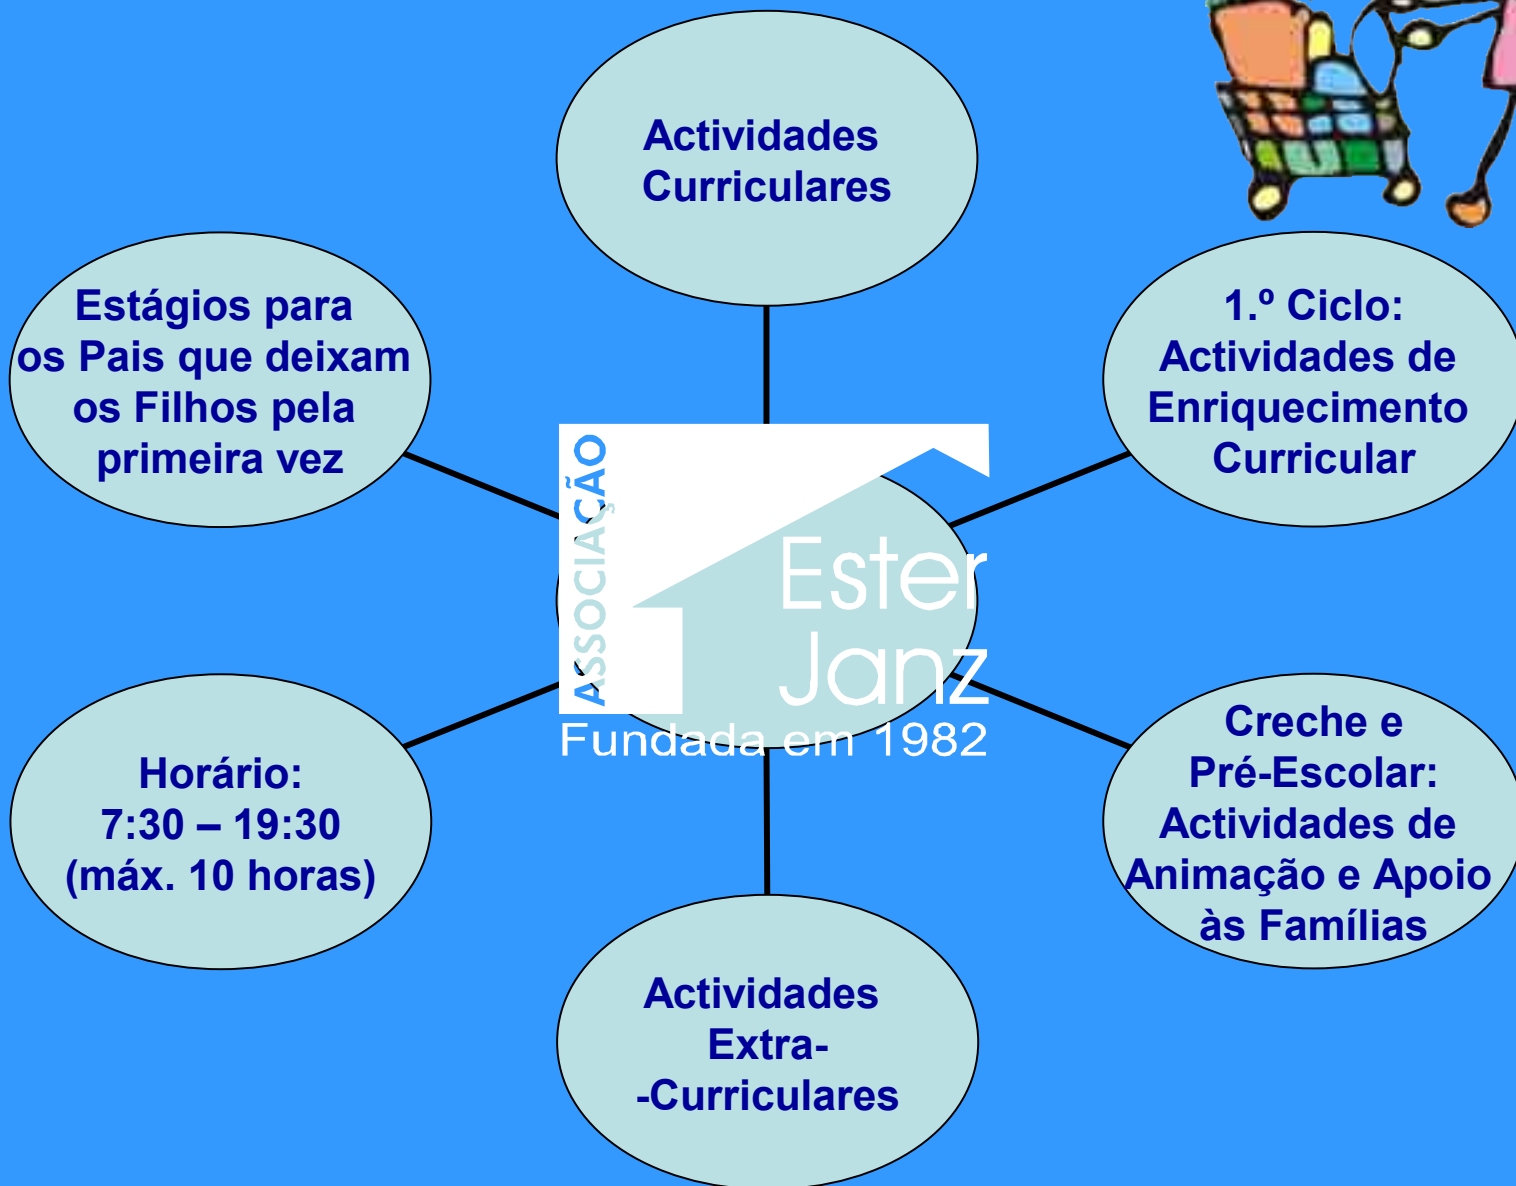 Actividades
Curriculares
Estágios para
os Pais que deixam
os Filhos pela
primeira vez
1.º Ciclo:
Actividades de
Enriquecimento
Curricular
ASSOCIAÇÃO
Ester
Janz
Fundada em 1982
Horário:
7:30 – 19:30
(máx. 10 horas)
Creche e
Pré-Escolar:
Actividades de
Animação e Apoio
às Famílias
Actividades
Extra-
-Curriculares